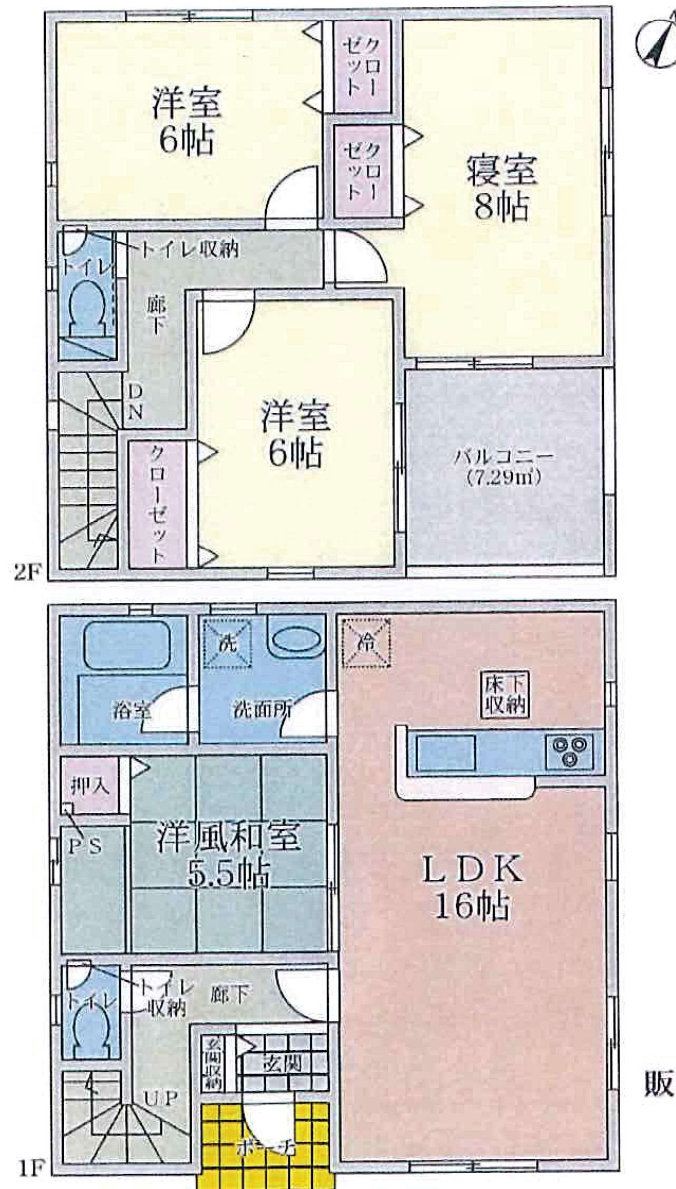 洋室
6帖
クローゼット
クローゼット
寝室
8帖
トイレ収納
トイレ
廊下
DN
洋室
6帖
クローゼット
バルコニー
(7.29㎡)
2F
洗
冷
浴室
洗面所
床下
収納
押入
PS
洋風和室
5.5帖
LDK
16帖
トイレ
トイレ
収納
廊下
玄関収納
玄関
UP
ポーチ
販
1F